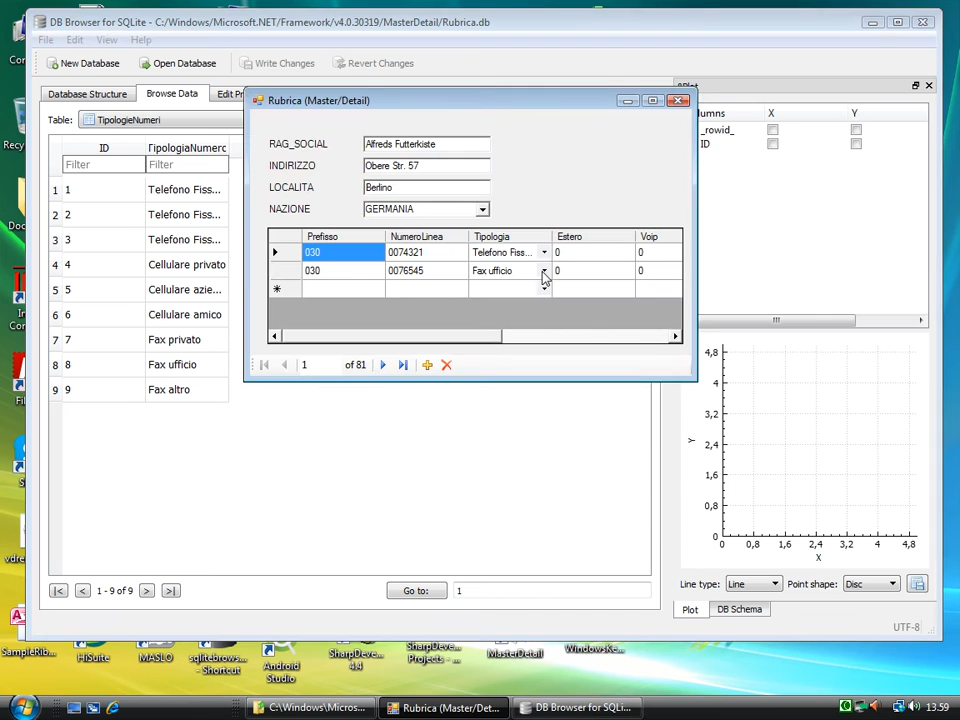 DB Browser for SQLite - C:/Windows/Microsoft.NET/Framework/v4.0.30319/MasterDetail/Rubrica.db
File Edit View Help
New Database Open Database Write Changes Revert Changes
Database Structure Browse Data Edit Pr
Table: TipologieNumeri
ID TipologiaNumero
Filter Filter
1 1 Telefono Fiss...
2 2 Telefono Fiss...
3 3 Telefono Fiss...
4 4 Cellulare privato
5 5 Cellulare azie...
6 6 Cellulare amico
7 7 Fax privato
8 8 Fax ufficio
9 9 Fax altro
|< < 1 - 9 of 9 > >| Go to: 1
Rubrica (Master/Detail)
RAG_SOCIAL Alfreds Futterkiste
INDIRIZZO Obere Str. 57
LOCALITA Berlino
NAZIONE GERMANIA
Prefisso NumeroLinea Tipologia Estero Voip
030 0074321 Telefono Fiss... 0 0
030 0076545 Fax ufficio 0 0
1 of 81
Plot
X Y
_rowid_
ID
4,8
4
3,2
2,4
1,6
0,8
0
Y
0 0,8 1,6 2,4 3,2 4 4,8
X
Line type: Line Point shape: Disc
Plot DB Schema
UTF-8
HiSuite
MASLO
sqlitebrows... - Shortcut
Android Studio
SharpDeve... 4.4
SharpDeve... Projects - ...
MasterDetail
C:\Windows\Micros... Rubrica (Master/Det... DB Browser for SQLi... 13.59